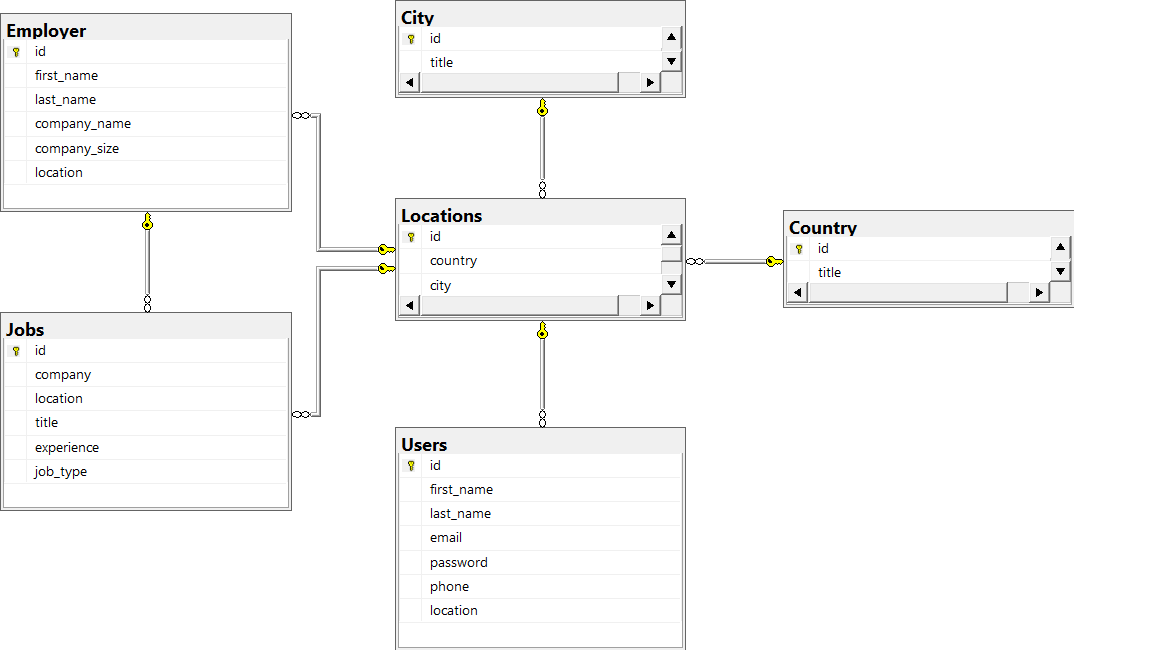 Employer
id
first_name
last_name
company_name
company_size
location
City
id
title
Locations
id
country
city
Country
id
title
Jobs
id
company
location
title
experience
job_type
Users
id
first_name
last_name
email
password
phone
location